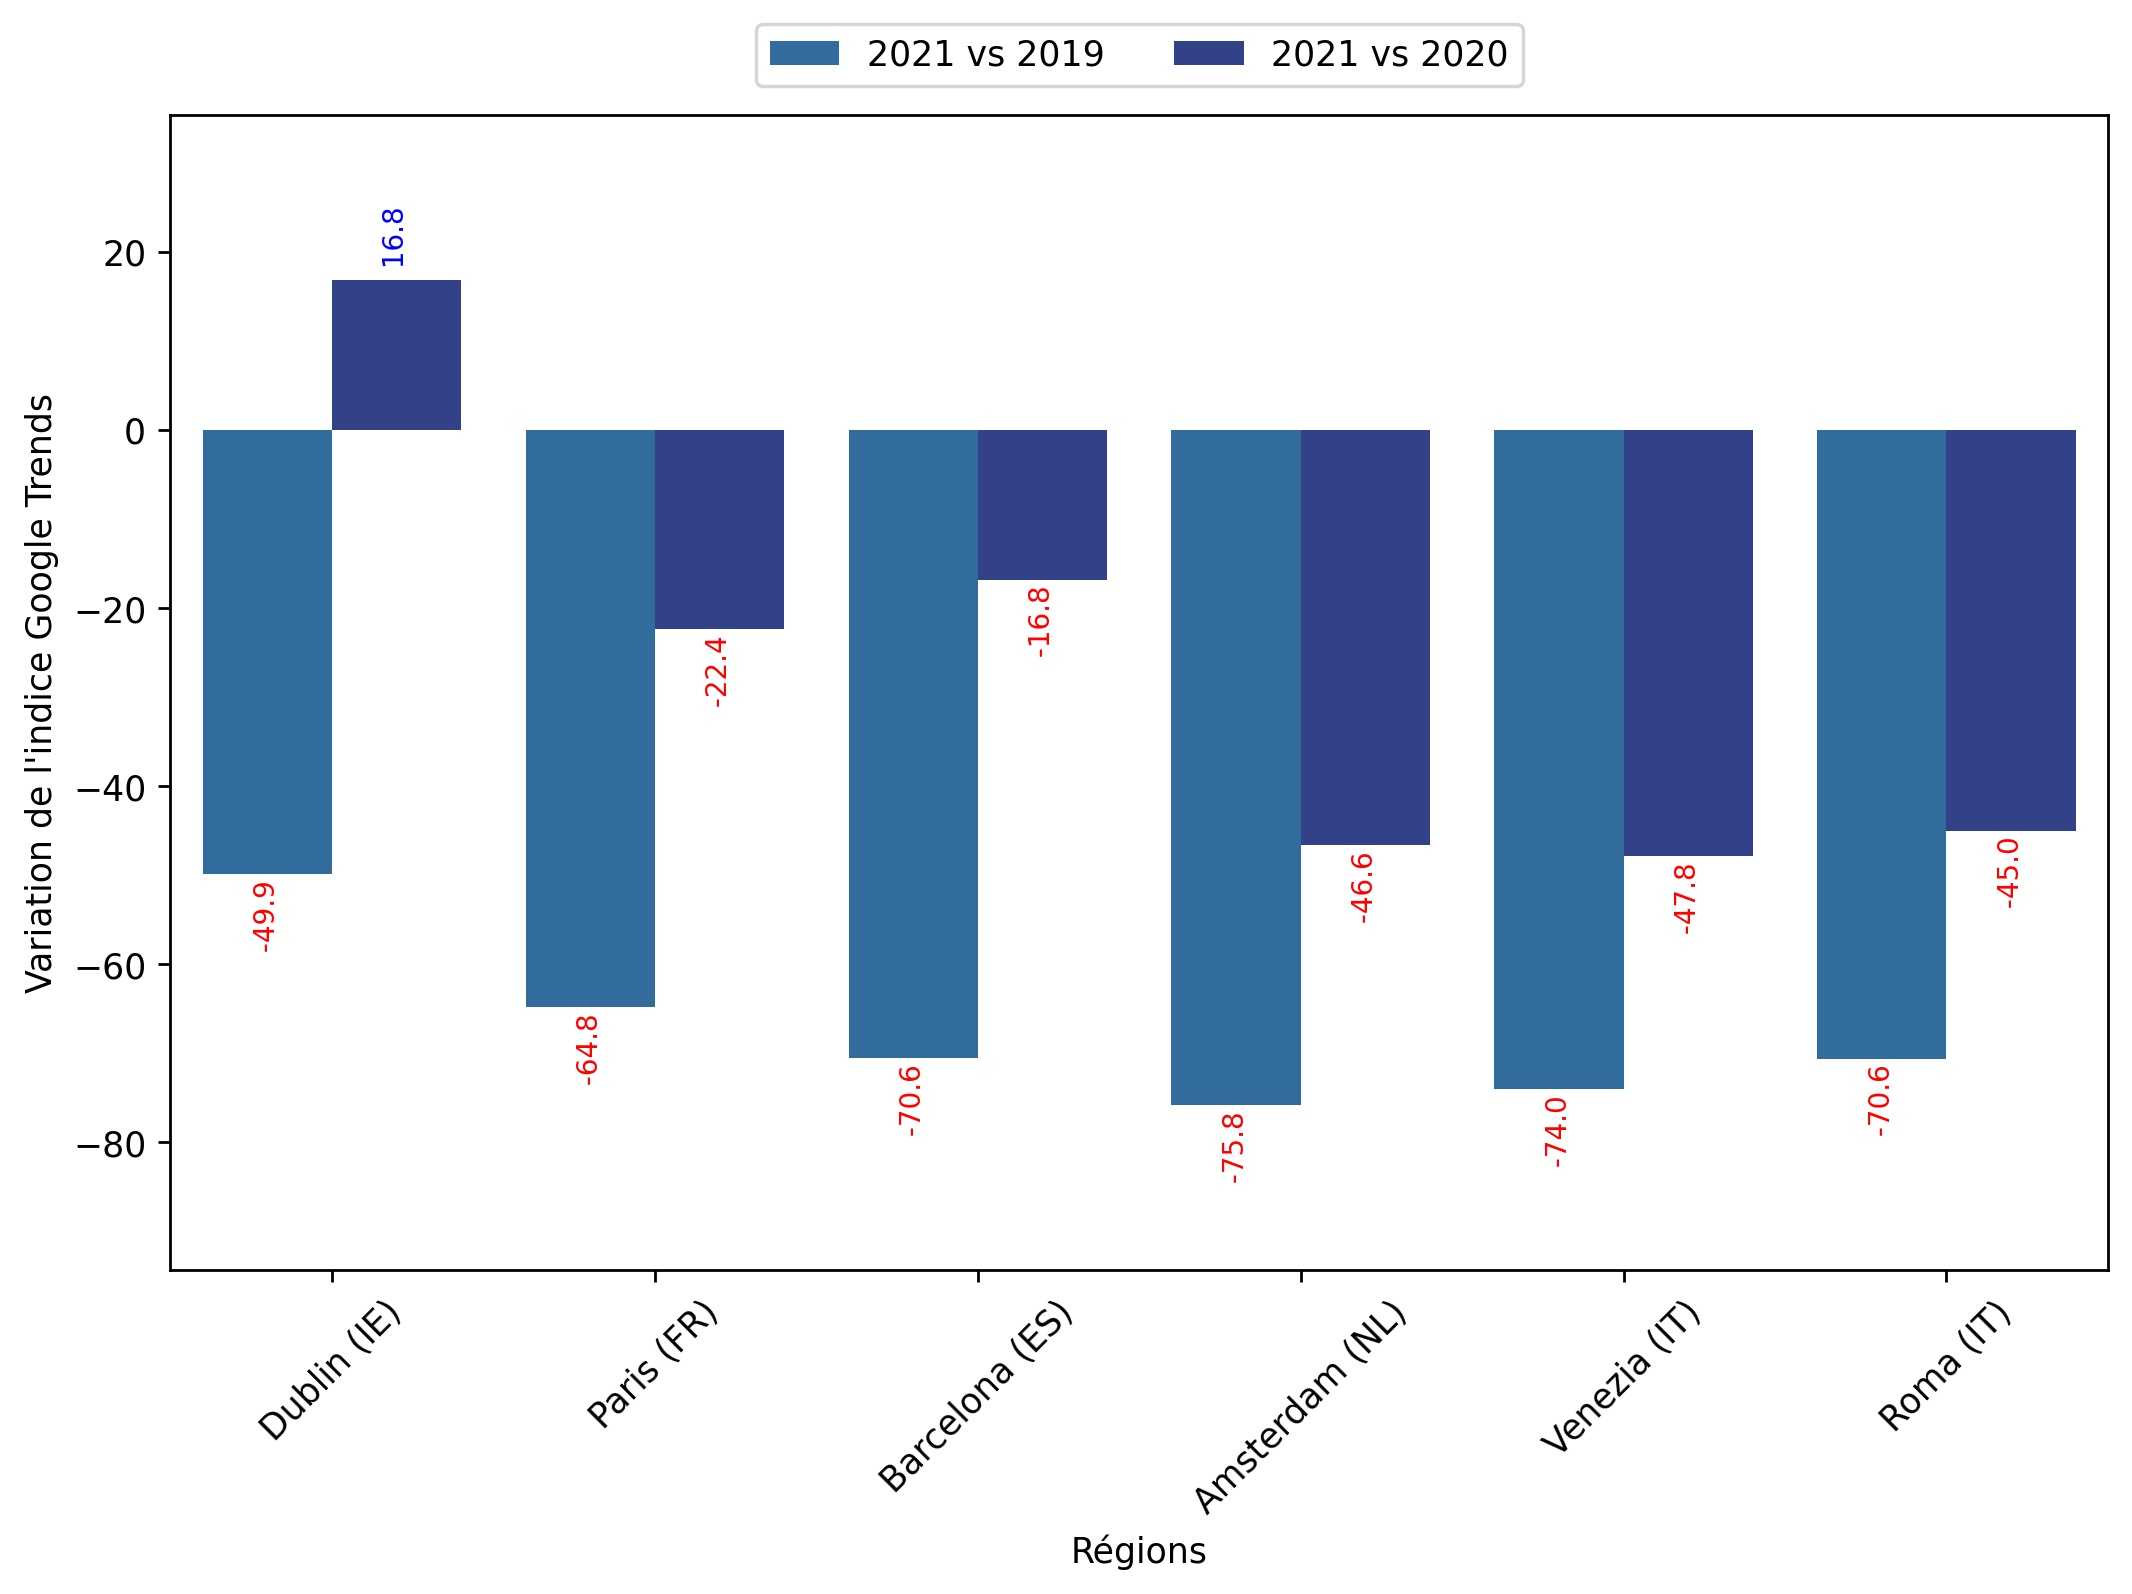 2021 vs 2019
2021 vs 2020
Variation de l'indice Google Trends
20
0
−20
−40
−60
−80
-49.9
16.8
-64.8
-22.4
-70.6
-16.8
-75.8
-46.6
-74.0
-47.8
-70.6
-45.0
Dublin (IE)
Paris (FR)
Barcelona (ES)
Amsterdam (NL)
Venezia (IT)
Roma (IT)
Régions